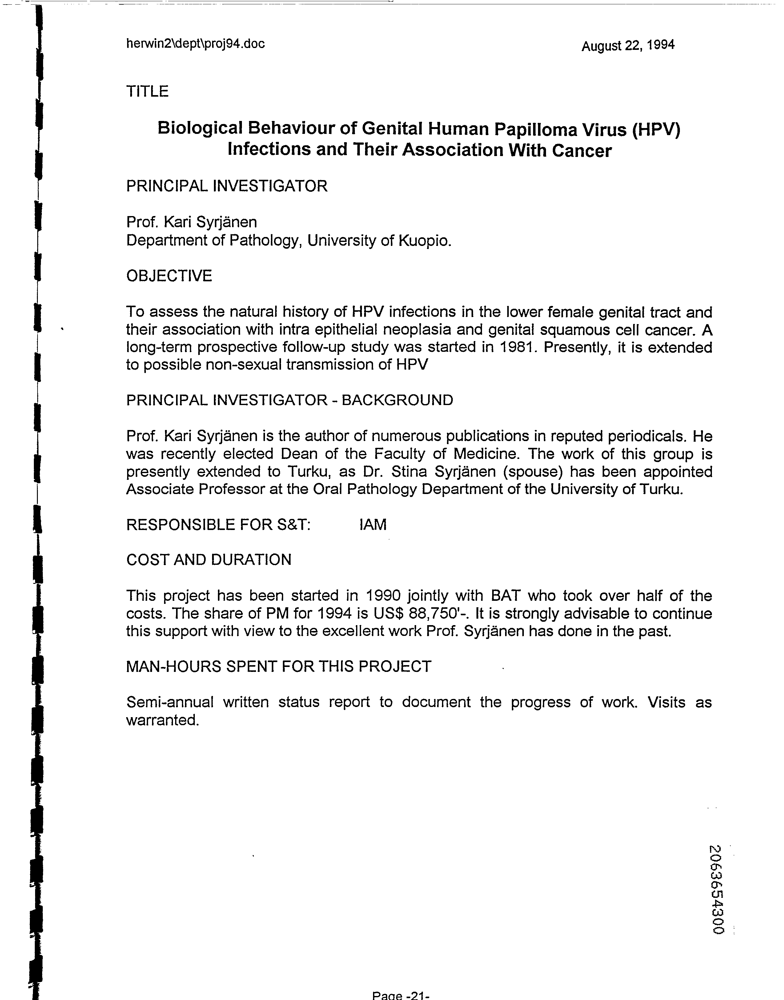 herwin2\dept\proj94.doc August 22, 1994
TITLE
Biological Behaviour of Genital Human Papilloma Virus (HPV)
Infections and Their Association With Cancer
PRINCIPAL INVESTIGATOR
Prof. Kari Syrjänen
Department of Pathology, University of Kuopio.
OBJECTIVE
To assess the natural history of HPV infections in the lower female genital tract and
their association with intra epithelial neoplasia and genital squamous cell cancer. A
long-term prospective follow-up study was started in 1981. Presently, it is extended
to possible non-sexual transmission of HPV
PRINCIPAL INVESTIGATOR - BACKGROUND
Prof. Kari Syrjänen is the author of numerous publications in reputed periodicals. He
was recently elected Dean of the Faculty of Medicine. The work of this group is
presently extended to Turku, as Dr. Stina Syrjänen (spouse) has been appointed
Associate Professor at the Oral Pathology Department of the University of Turku.
RESPONSIBLE FOR S&T: IAM
COST AND DURATION
This project has been started in 1990 jointly with BAT who took over half of the
costs. The share of PM for 1994 is US$ 88,750'-. It is strongly advisable to continue
this support with view to the excellent work Prof. Syrjänen has done in the past.
MAN-HOURS SPENT FOR THIS PROJECT
Semi-annual written status report to document the progress of work. Visits as
warranted.
2063654300
Page -21-